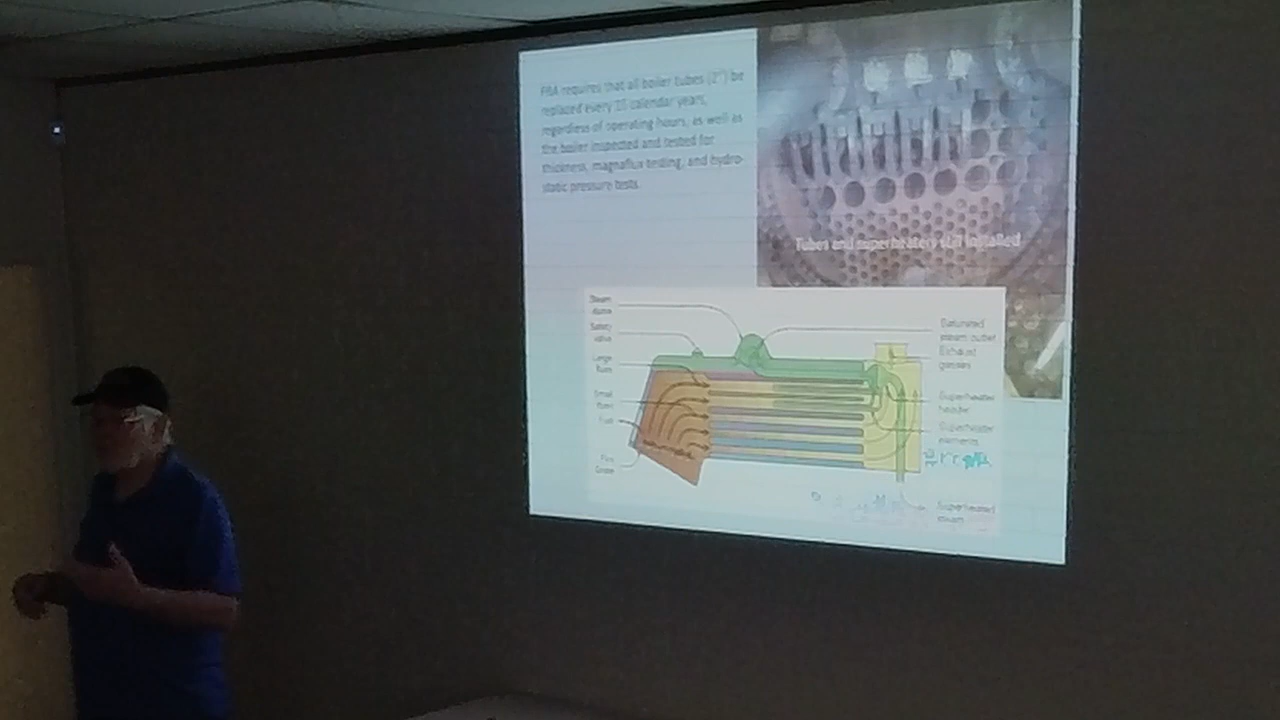 FRA requires that all boiler tubes (2") be
replaced every 15 calendar years,
regardless of operating hours, as well as
the boiler inspected and tested for
thickness, magnaflux testing, and hydro-
static pressure tests.
Tubes and superheaters still installed
Steam
dome
Safety
valve
Large
flues
Small
flues
Fire
Grate
Saturated
steam outlet
Exhaust
gasses
Superheater
header
Superheater
elements
Superheated
steam